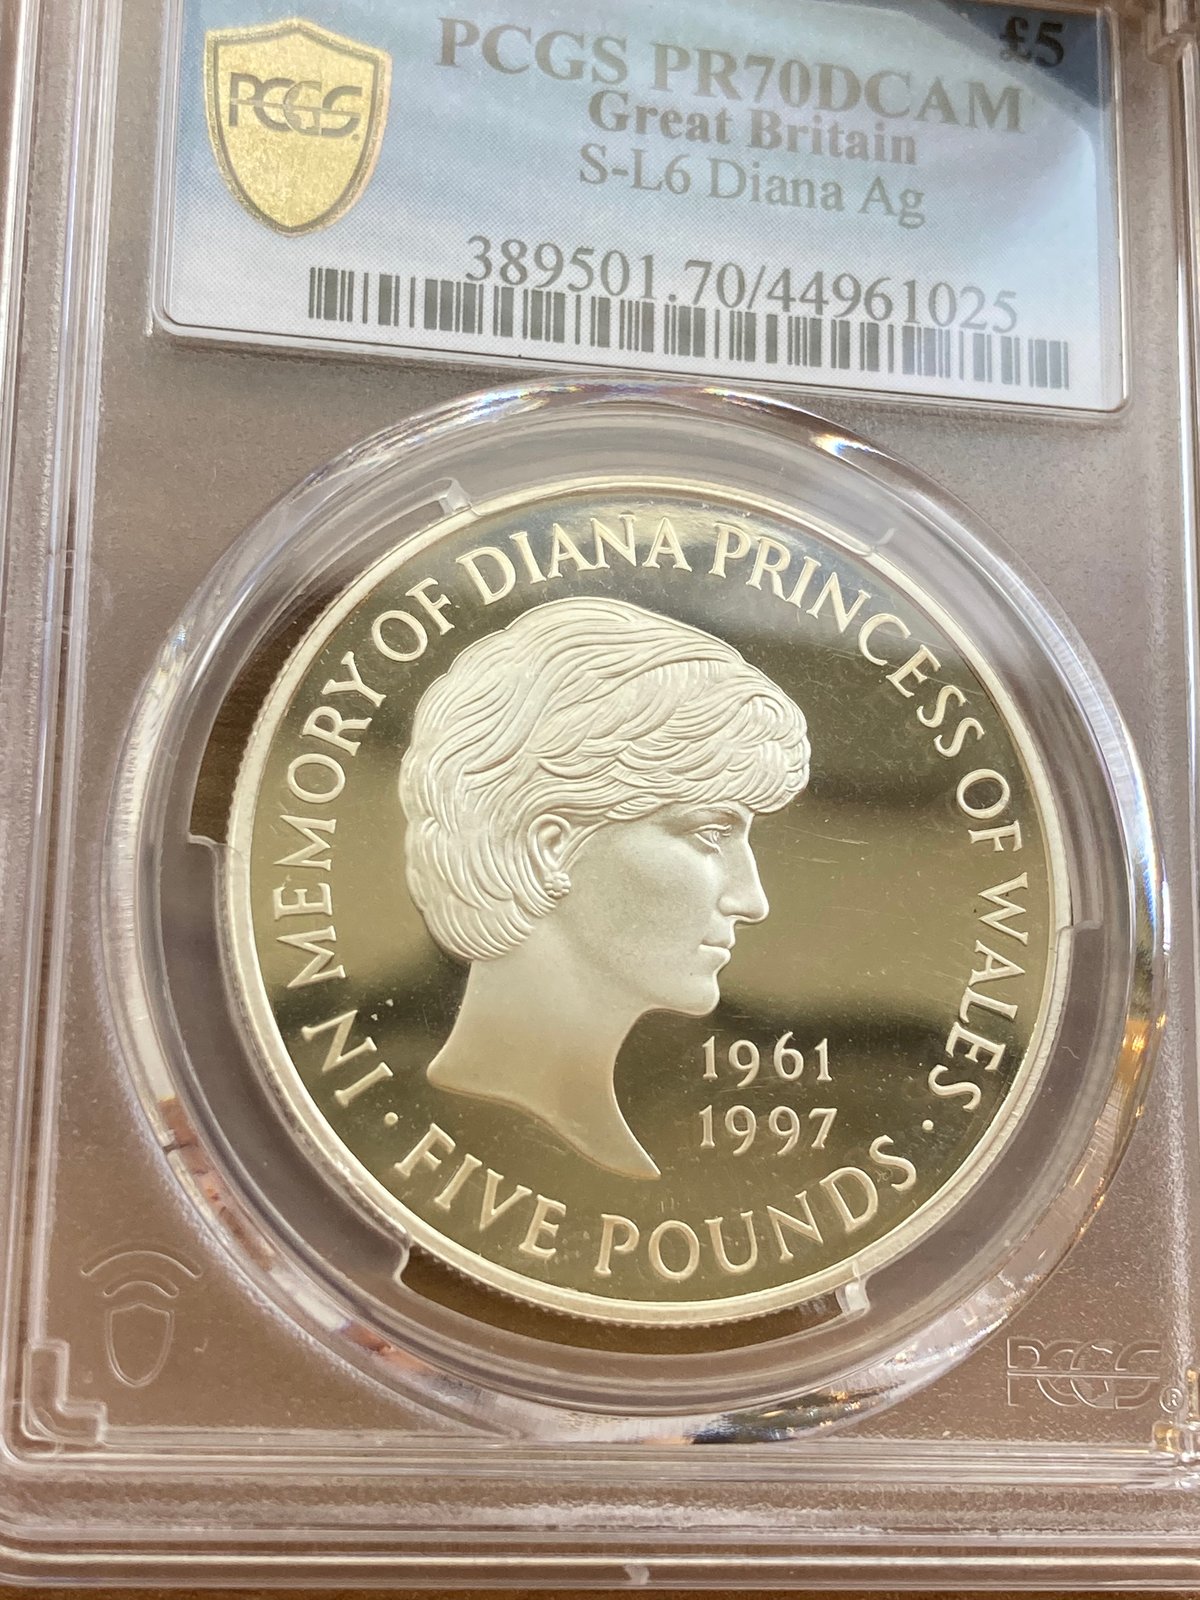 PCGS
£5
PCGS PR70DCAM
Great Britain
S-L6 Diana Ag
389501.70/44961025
IN MEMORY OF DIANA PRINCESS OF WALES
1961
1997
· FIVE POUNDS ·
PCGS®